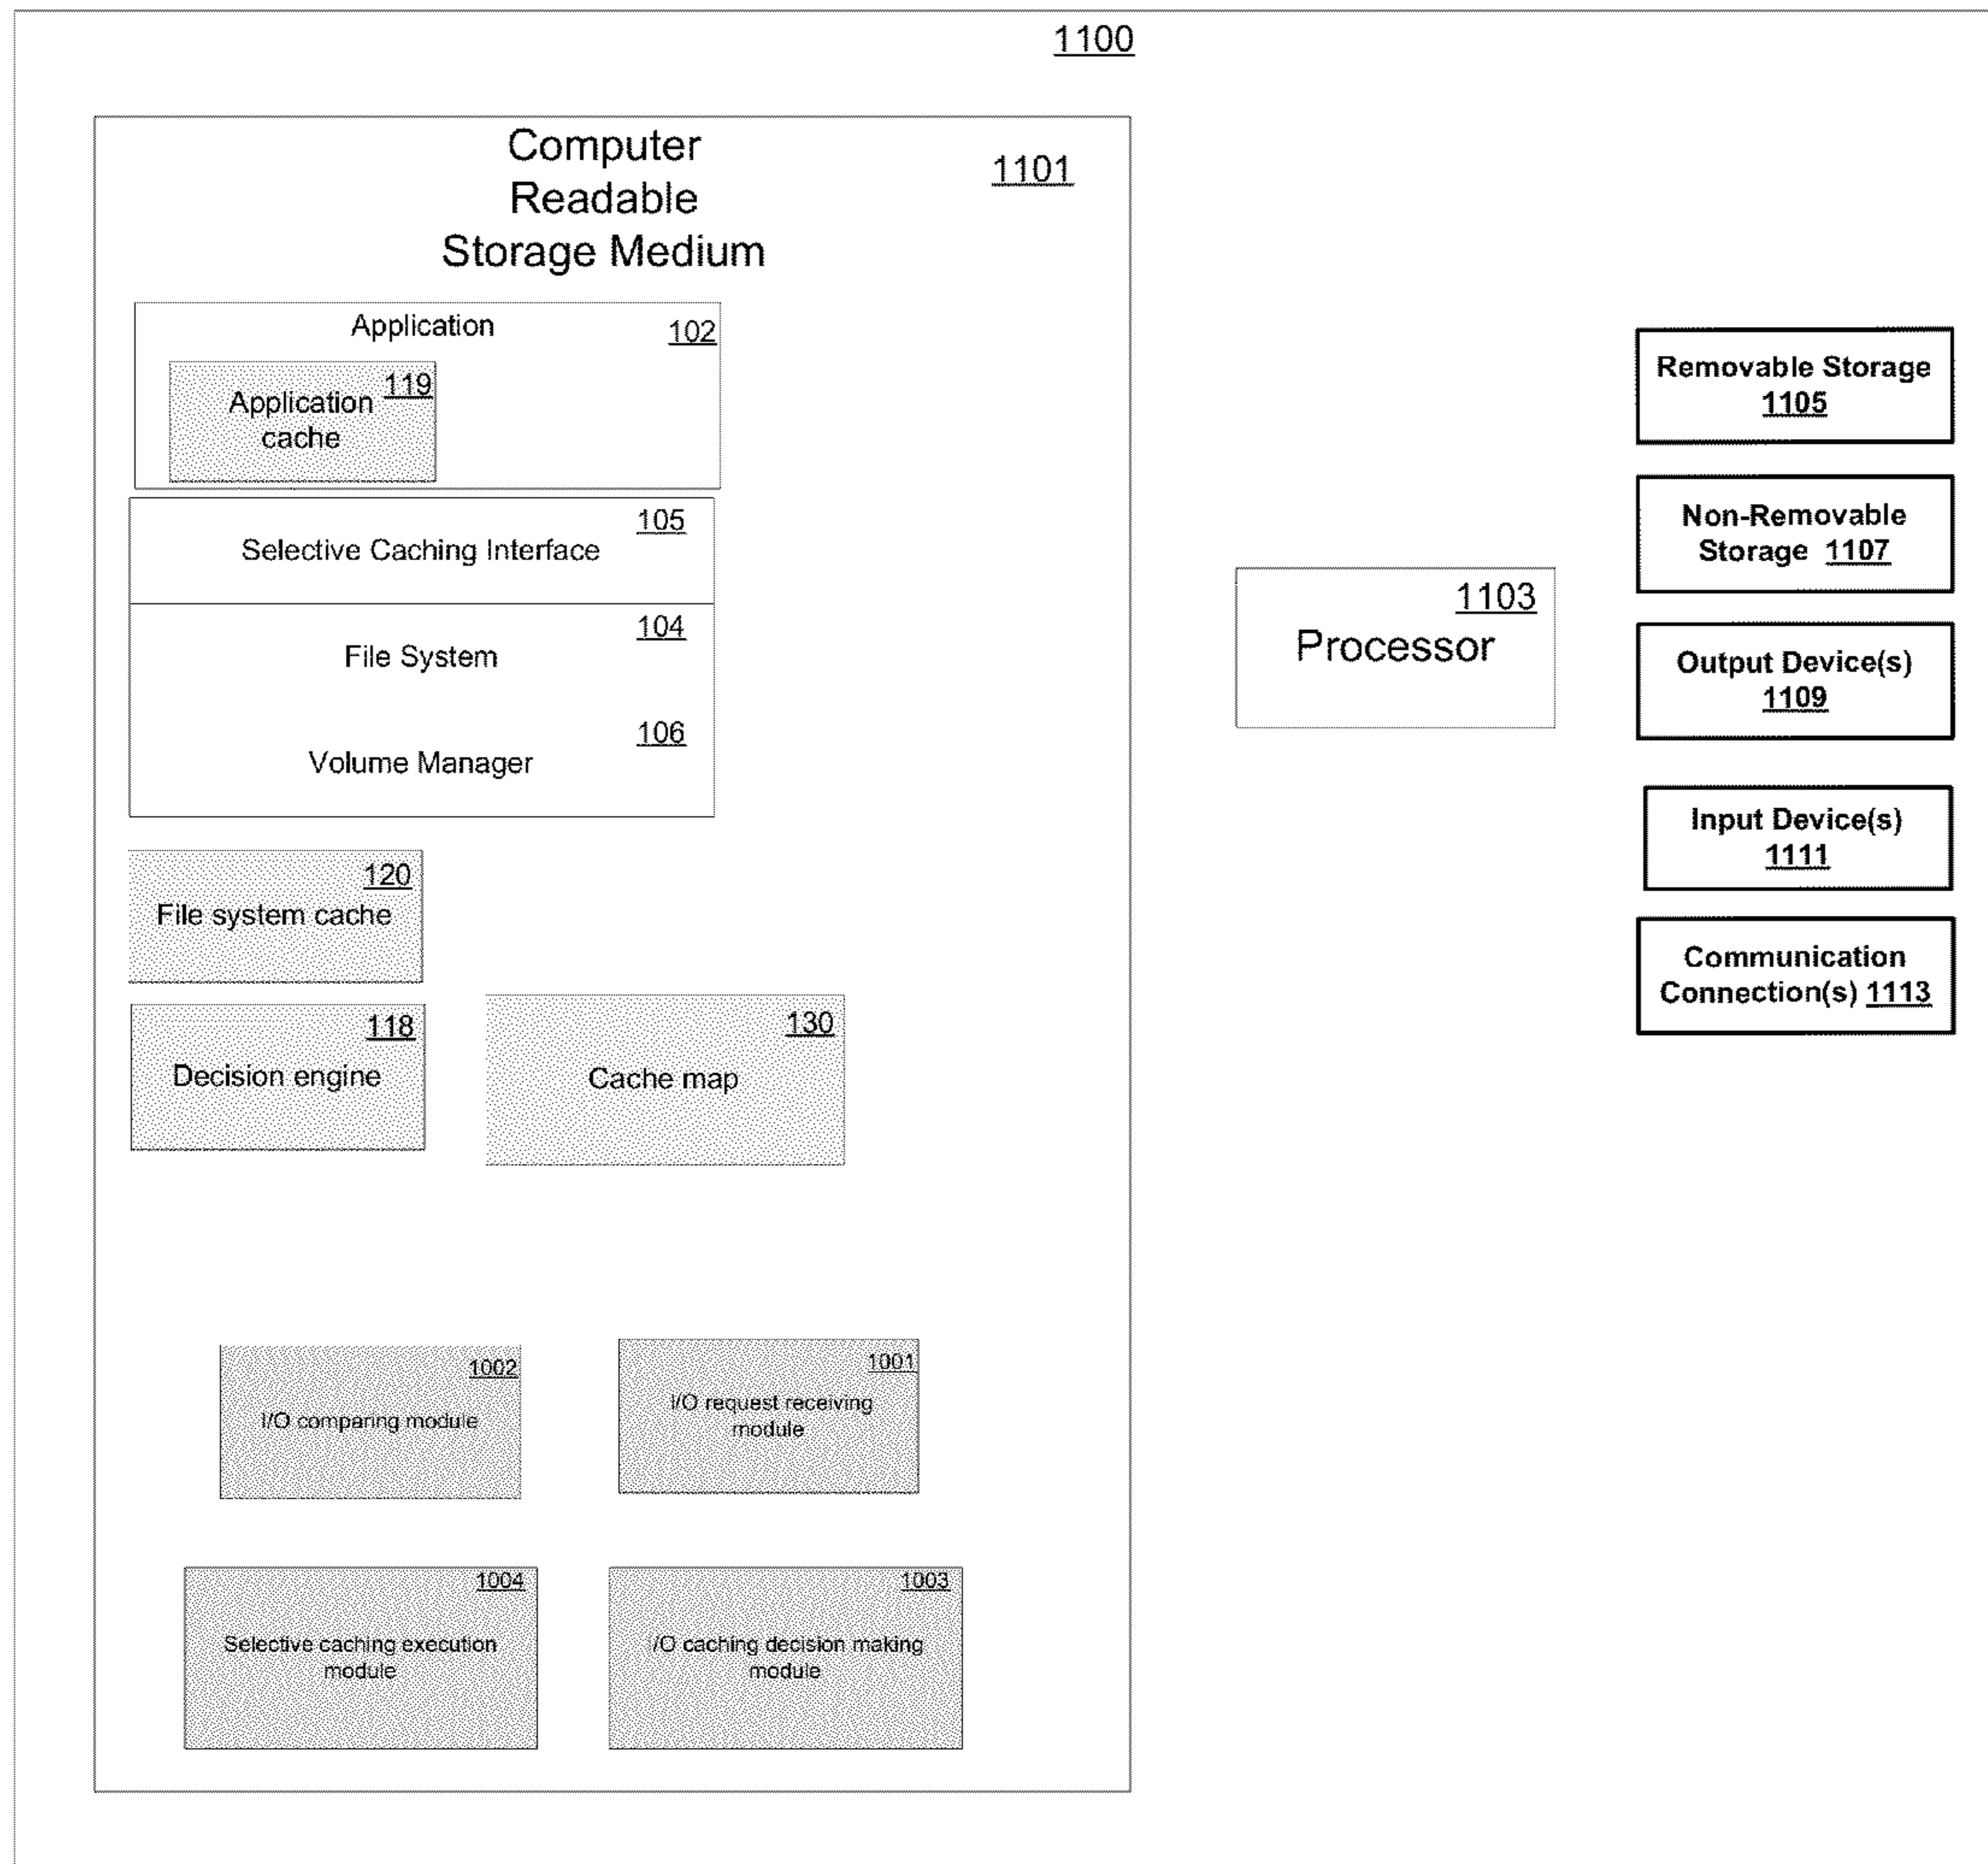 1100
Computer
Readable
Storage Medium
1101
Application
102
119
Application
cache
105
Selective Caching Interface
104
File System
106
Volume Manager
120
File system cache
118
Decision engine
130
Cache map
1002
I/O comparing module
1001
I/O request receiving
module
1004
Selective caching execution
module
1003
I/O caching decision making
module
1103
Processor
Removable Storage
1105
Non-Removable
Storage 1107
Output Device(s)
1109
Input Device(s)
1111
Communication
Connection(s) 1113